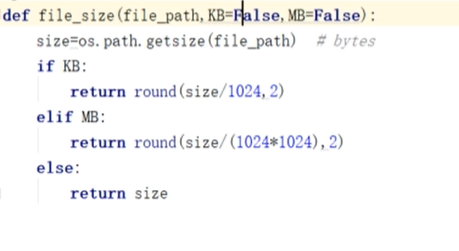 def file_size(file_path,KB=False,MB=False):
    size=os.path.getsize(file_path)  # bytes
    if KB:
        return round(size/1024,2)
    elif MB:
        return round(size/(1024*1024),2)
    else:
        return size